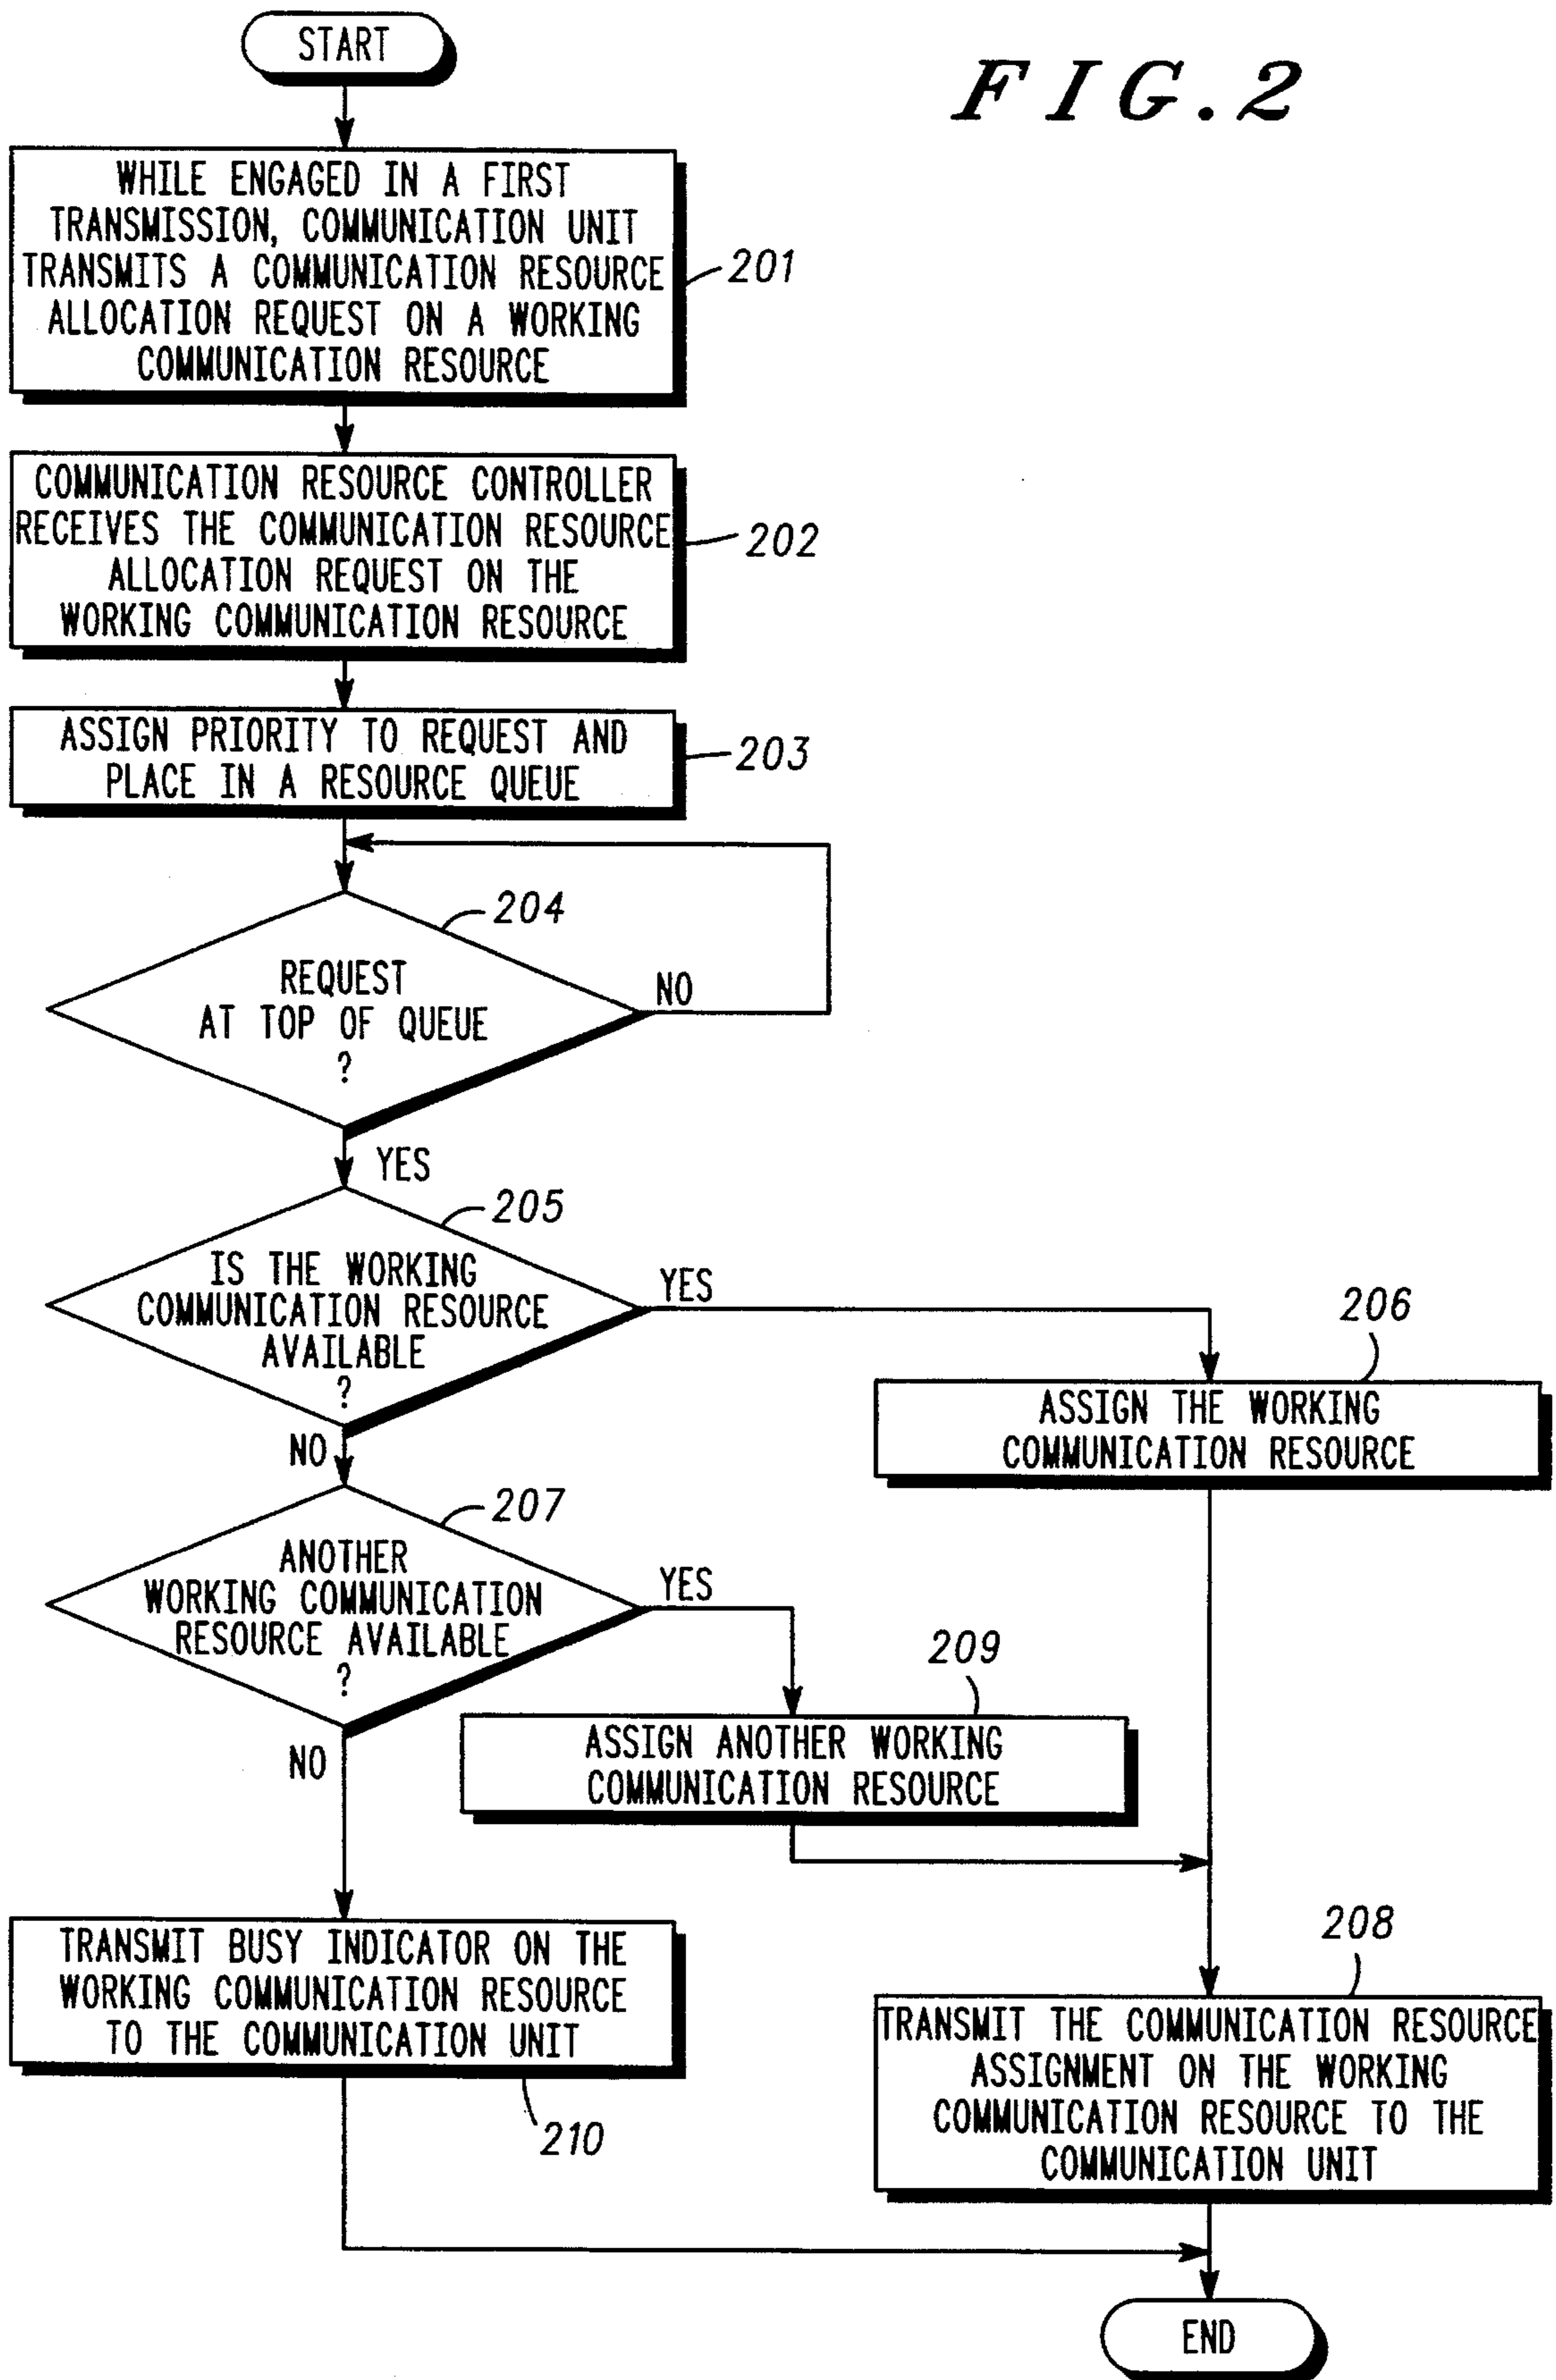 START
FIG.2
WHILE ENGAGED IN A FIRST
TRANSMISSION, COMMUNICATION UNIT
TRANSMITS A COMMUNICATION RESOURCE
ALLOCATION REQUEST ON A WORKING
COMMUNICATION RESOURCE
201
COMMUNICATION RESOURCE CONTROLLER
RECEIVES THE COMMUNICATION RESOURCE
ALLOCATION REQUEST ON THE
WORKING COMMUNICATION RESOURCE
202
ASSIGN PRIORITY TO REQUEST AND
PLACE IN A RESOURCE QUEUE
203
204
REQUEST
AT TOP OF QUEUE
?
NO
YES
205
IS THE WORKING
COMMUNICATION RESOURCE
AVAILABLE
?
YES
NO
206
ASSIGN THE WORKING
COMMUNICATION RESOURCE
207
ANOTHER
WORKING COMMUNICATION
RESOURCE AVAILABLE
?
YES
NO
209
ASSIGN ANOTHER WORKING
COMMUNICATION RESOURCE
TRANSMIT BUSY INDICATOR ON THE
WORKING COMMUNICATION RESOURCE
TO THE COMMUNICATION UNIT
210
208
TRANSMIT THE COMMUNICATION RESOURCE
ASSIGNMENT ON THE WORKING
COMMUNICATION RESOURCE TO THE
COMMUNICATION UNIT
END